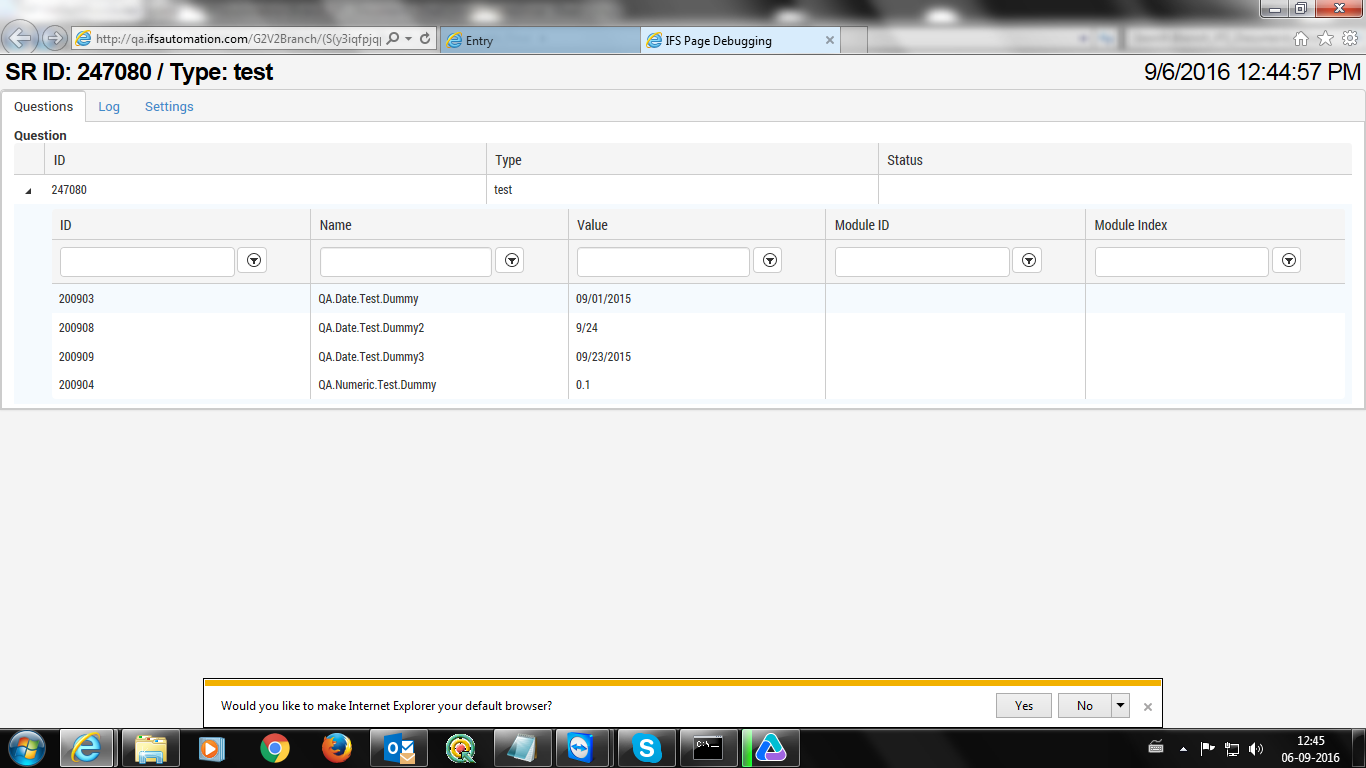 http://qa.ifsautomation.com/G2V2Branch/(S(y3iqfpjqj
Entry
IFS Page Debugging
SR ID: 247080 / Type: test
9/6/2016 12:44:57 PM
Questions Log Settings
Question
ID Type Status
247080 test
ID Name Value Module ID Module Index
200903 QA.Date.Test.Dummy 09/01/2015
200908 QA.Date.Test.Dummy2 9/24
200909 QA.Date.Test.Dummy3 09/23/2015
200904 QA.Numeric.Test.Dummy 0.1
Would you like to make Internet Explorer your default browser? Yes No
12:45
06-09-2016